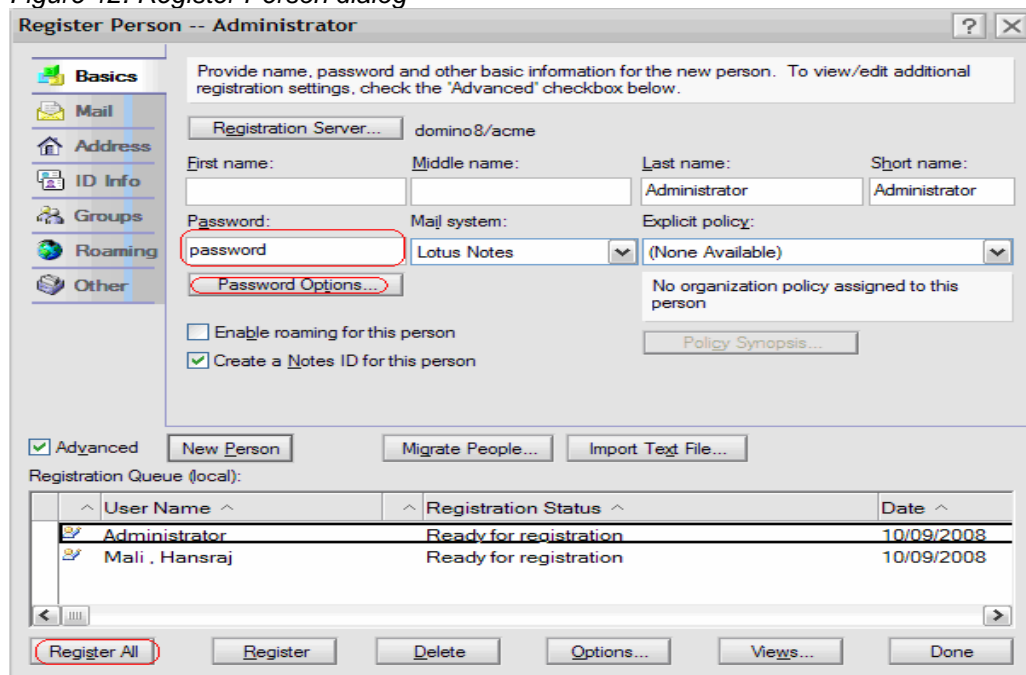 Figure 12. Register Person dialog
Register Person -- Administrator
Basics
Mail
Address
ID Info
Groups
Roaming
Other
Provide name, password and other basic information for the new person. To view/edit additional
registration settings, check the "Advanced" checkbox below.
Registration Server... domino8/acme
First name: Middle name: Last name: Short name:
Administrator Administrator
Password: Mail system: Explicit policy:
password Lotus Notes (None Available)
Password Options... No organization policy assigned to this
person
Enable roaming for this person
Policy Synopsis...
Create a Notes ID for this person
Advanced New Person Migrate People... Import Text File...
Registration Queue (local):
User Name Registration Status Date
Administrator Ready for registration 10/09/2008
Mali , Hansraj Ready for registration 10/09/2008
Register All Register Delete Options... Views... Done